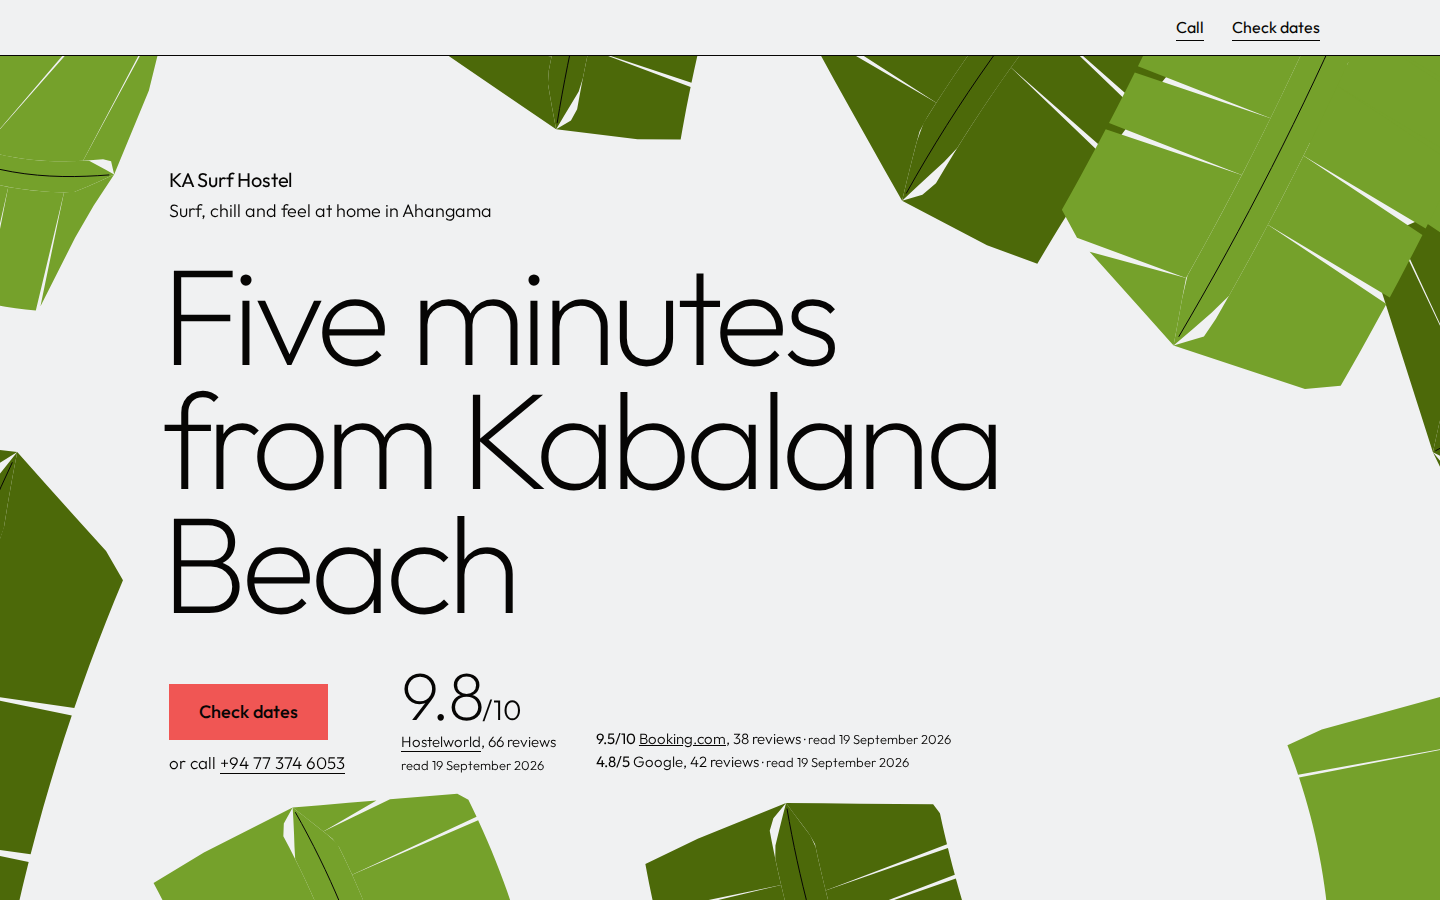 Call Check dates
KA Surf Hostel
Surf, chill and feel at home in Ahangama
Five minutes
from Kabalana
Beach
Check dates
or call +94 77 374 6053
9.8/10
Hostelworld, 66 reviews
read 19 September 2026
9.5/10 Booking.com, 38 reviews · read 19 September 2026
4.8/5 Google, 42 reviews · read 19 September 2026